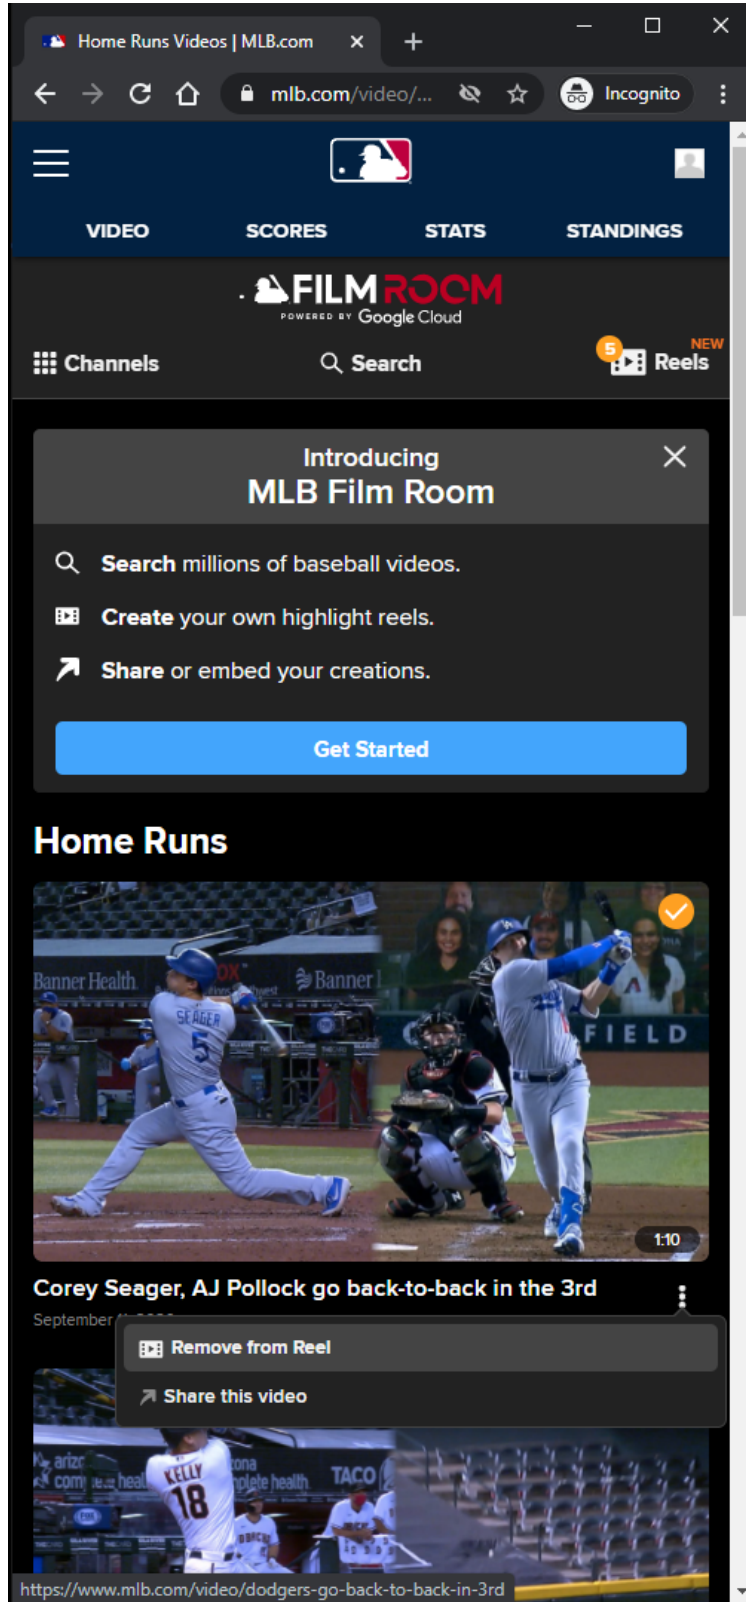 Home Runs Videos | MLB.com
mlb.com/video/...
Incognito
VIDEO SCORES STATS STANDINGS
FILM ROOM
POWERED BY Google Cloud
Channels
Search
5
NEW
Reels
Introducing
MLB Film Room
Search millions of baseball videos.
Create your own highlight reels.
Share or embed your creations.
Get Started
Home Runs
Banner Health
Banner
SEAGER
5
FIELD
1:10
Corey Seager, AJ Pollock go back-to-back in the 3rd
September
Remove from Reel
Share this video
KELLY
18
health
TACO
https://www.mlb.com/video/dodgers-go-back-to-back-in-3rd